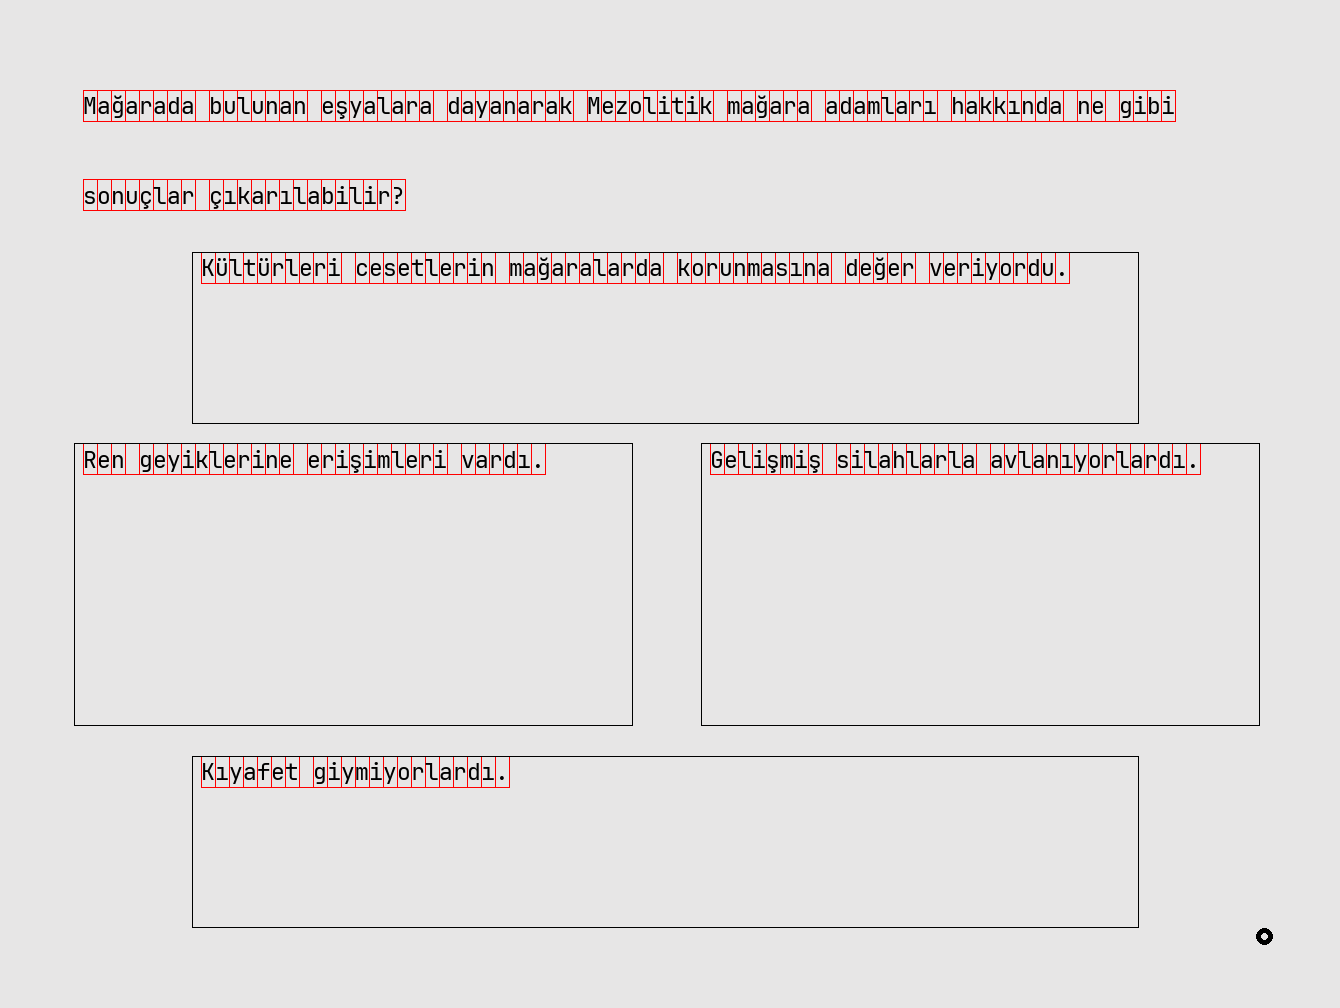 Mağarada bulunan eşyalara dayanarak Mezolitik mağara adamları hakkında ne gibi
sonuçlar çıkarılabilir?
Kültürleri cesetlerin mağaralarda korunmasına değer veriyordu.
Ren geyiklerine erişimleri vardı.
Gelişmiş silahlarla avlanıyorlardı.
Kıyafet giymiyorlardı.